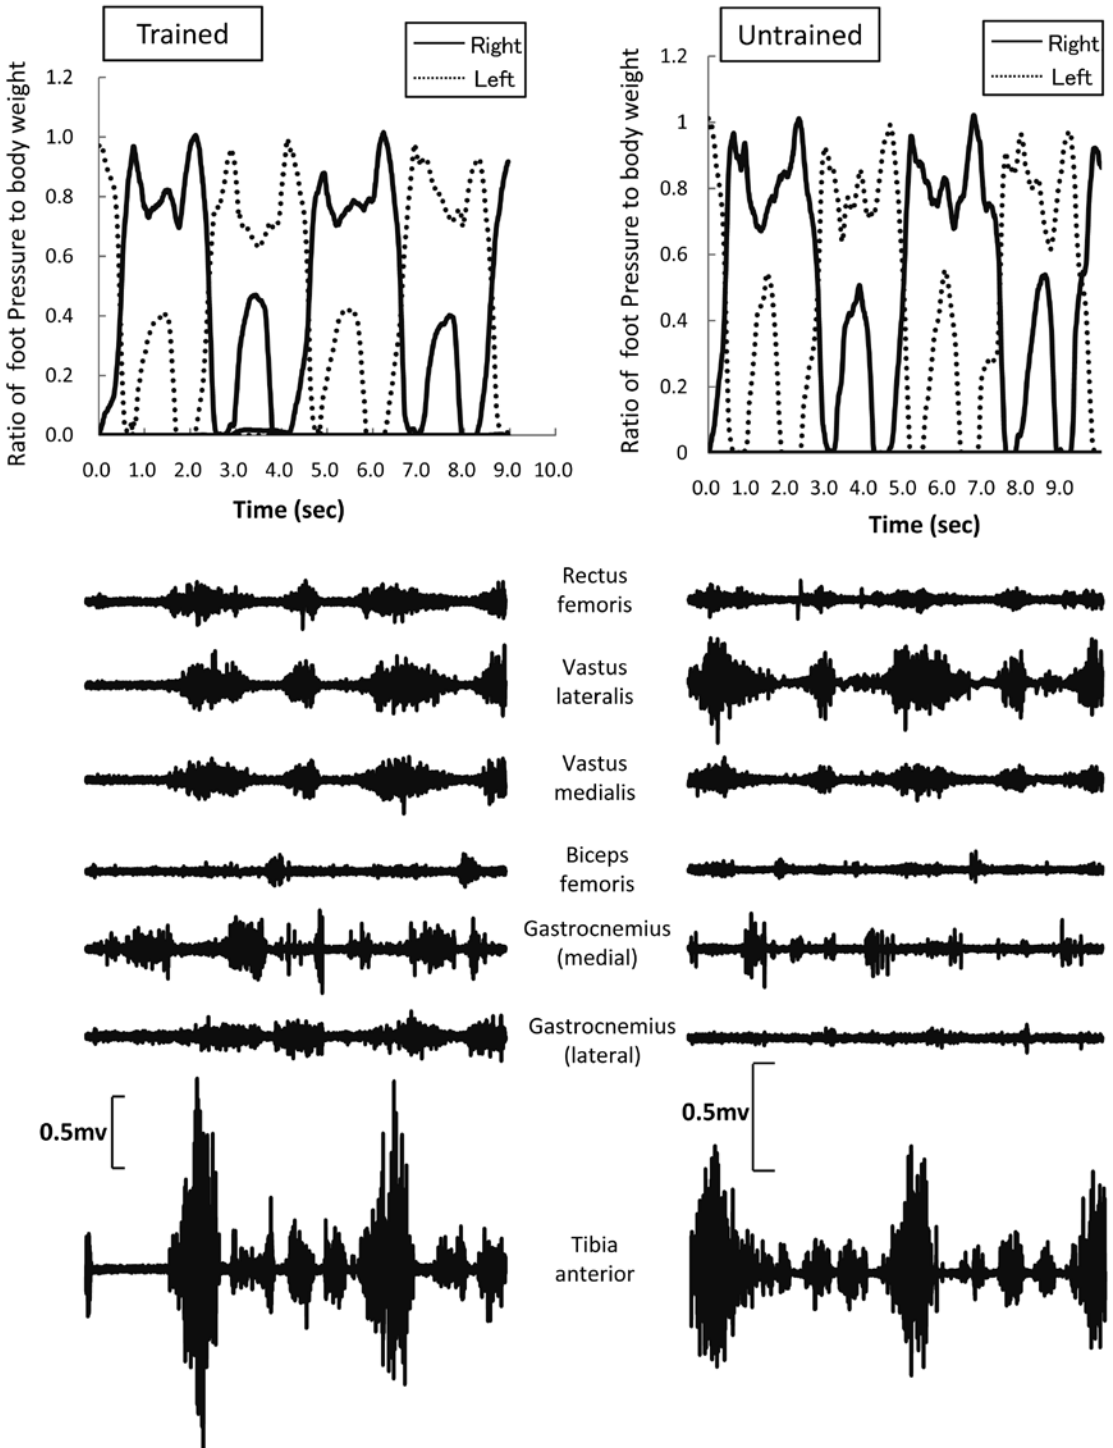 Trained
Right
Left
Ratio of foot Pressure to body weight
1.2
1.0
0.8
0.6
0.4
0.2
0.0
0.0 1.0 2.0 3.0 4.0 5.0 6.0 7.0 8.0 9.0 10.0
Time (sec)
Untrained
Right
Left
Ratio of foot Pressure to body weight
1.2
1
0.8
0.6
0.4
0.2
0
0.0 1.0 2.0 3.0 4.0 5.0 6.0 7.0 8.0 9.0
Time (sec)
Rectus
femoris
Vastus
lateralis
Vastus
medialis
Biceps
femoris
Gastrocnemius
(medial)
Gastrocnemius
(lateral)
0.5mv
0.5mv
Tibia
anterior